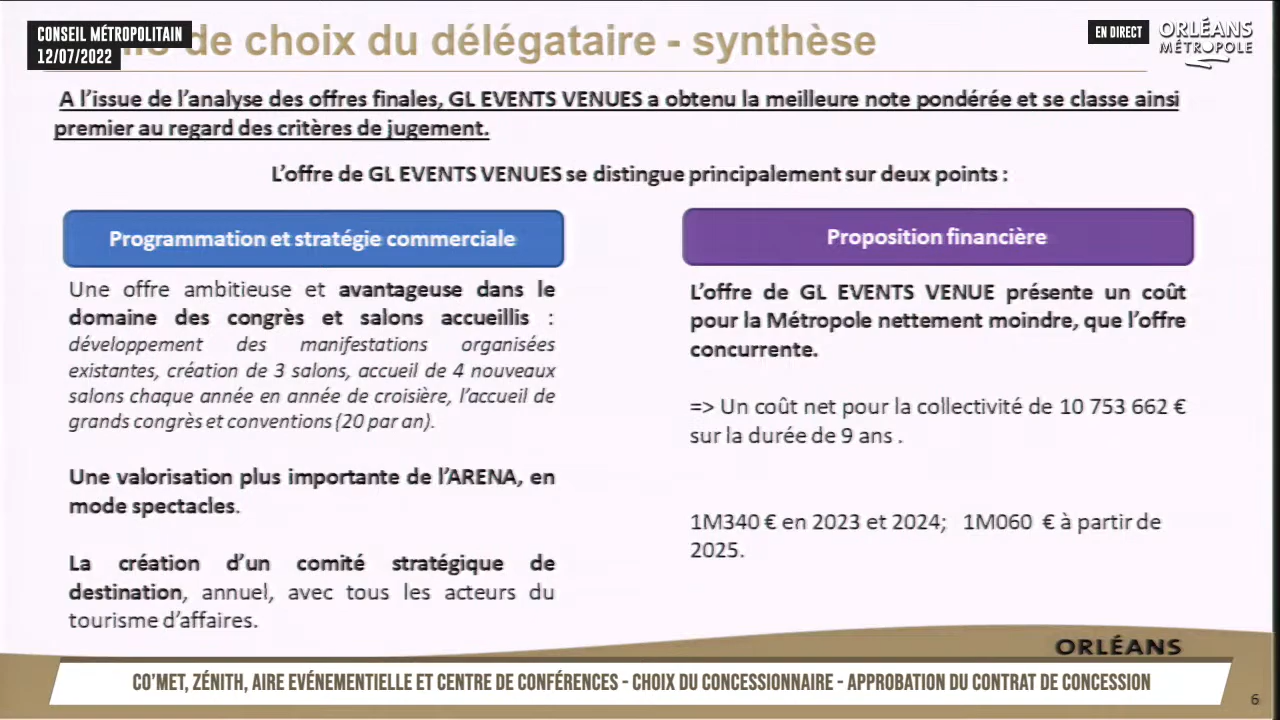 CONSEIL MÉTROPOLITAIN
12/07/2022
de choix du délégataire - synthèse
EN DIRECT
ORLÉANS
MÉTROPOLE
A l'issue de l'analyse des offres finales, GL EVENTS VENUES a obtenu la meilleure note pondérée et se classe ainsi
premier au regard des critères de jugement.
L'offre de GL EVENTS VENUES se distingue principalement sur deux points :
Programmation et stratégie commerciale
Une offre ambitieuse et avantageuse dans le
domaine des congrès et salons accueillis :
développement des manifestations organisées
existantes, création de 3 salons, accueil de 4 nouveaux
salons chaque année en année de croisière, l'accueil de
grands congrès et conventions (20 par an).
Une valorisation plus importante de l'ARENA, en
mode spectacles.
La création d'un comité stratégique de
destination, annuel, avec tous les acteurs du
tourisme d'affaires.
Proposition financière
L'offre de GL EVENTS VENUE présente un coût
pour la Métropole nettement moindre, que l'offre
concurrente.
=> Un coût net pour la collectivité de 10 753 662 €
sur la durée de 9 ans .
1M340 € en 2023 et 2024; 1M060 € à partir de
2025.
ORLÉANS
CO'MET, ZÉNITH, AIRE EVÉNEMENTIELLE ET CENTRE DE CONFÉRENCES - CHOIX DU CONCESSIONNAIRE - APPROBATION DU CONTRAT DE CONCESSION
6